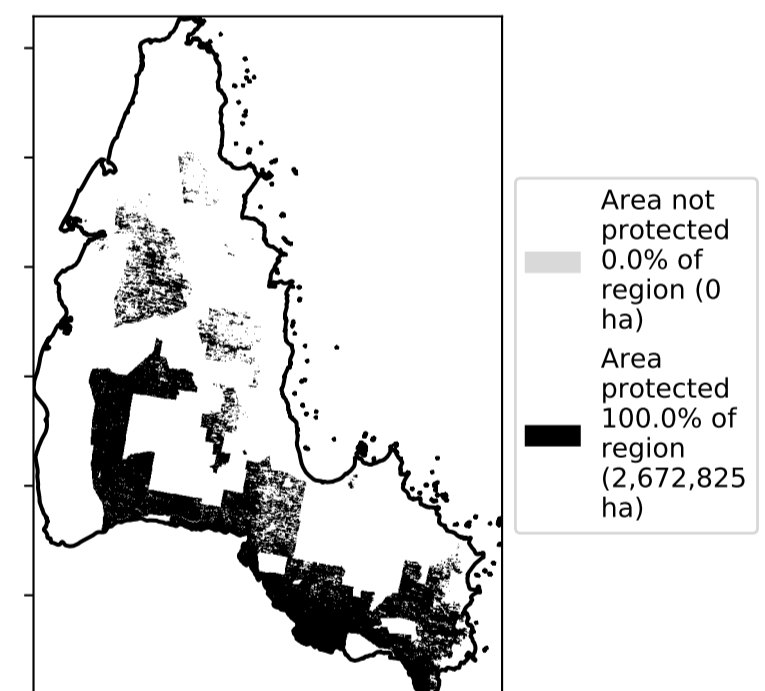 Area not
protected
0.0% of
region (0
ha)
Area
protected
100.0% of
region
(2,672,825
ha)